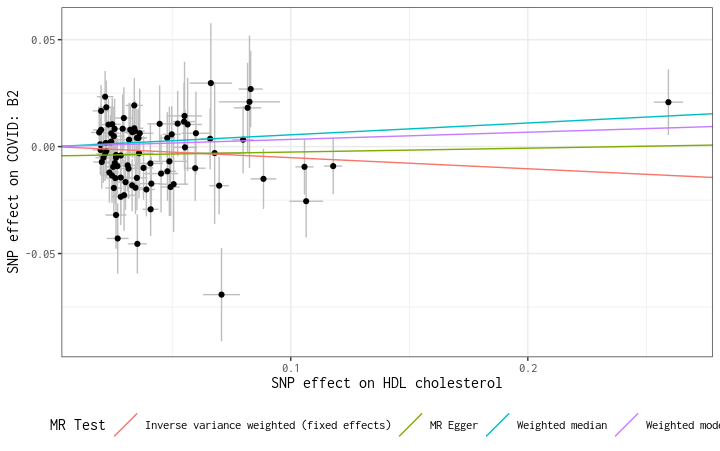 SNP effect on COVID: B2
0.05
0.00
-0.05
0.1
0.2
SNP effect on HDL cholesterol
MR Test
Inverse variance weighted (fixed effects)
MR Egger
Weighted median
Weighted mode